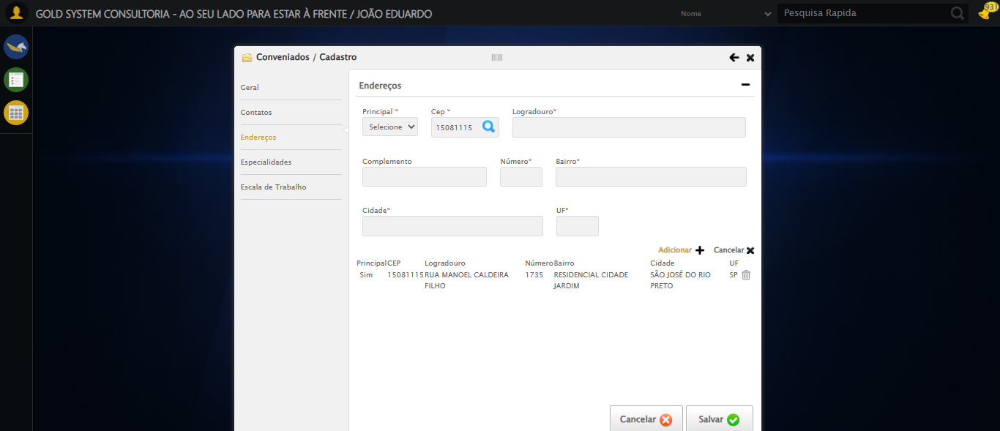 GOLD SYSTEM CONSULTORIA - AO SEU LADO PARA ESTAR À FRENTE / JOÃO EDUARDO
Nome
Pesquisa Rapida
931
Conveniados / Cadastro
Geral
Contatos
Endereços
Especialidades
Escala de Trabalho
Endereços
Principal * Cep * Logradouro*
Selecione 15081115
Complemento Número* Bairro*
Cidade* UF*
Adicionar Cancelar
Principal CEP Logradouro Número Bairro Cidade UF
Sim 15081115 RUA MANOEL CALDEIRA 1735 RESIDENCIAL CIDADE SÃO JOSÉ DO RIO SP
FILHO JARDIM PRETO
Cancelar Salvar